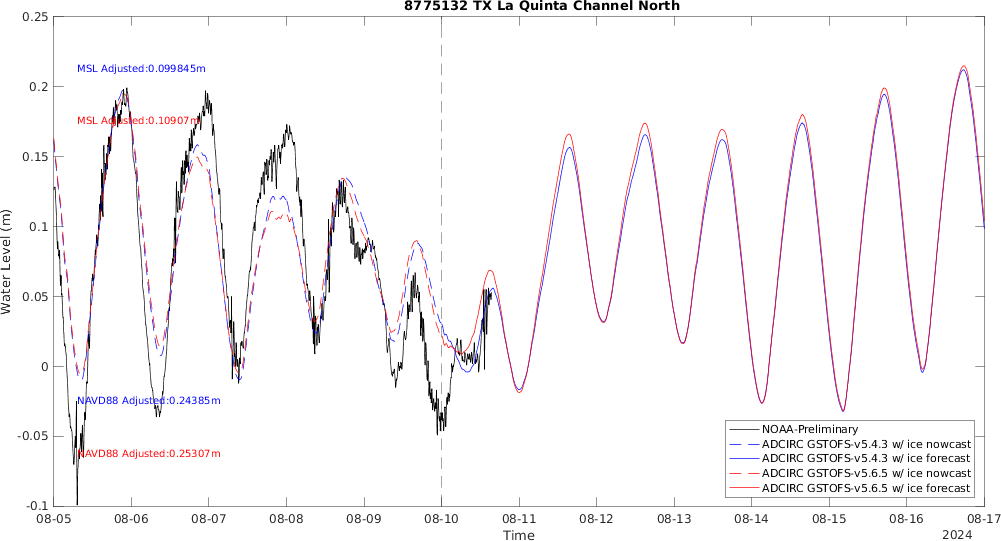 8775132 TX La Quinta Channel North
0.25
0.2
0.15
0.1
0.05
0
-0.05
-0.1
Water Level (m)
MSL Adjusted:0.099845m
MSL Adjusted:0.10907m
NAVD88 Adjusted:0.24385m
NAVD88 Adjusted:0.25307m
NOAA-Preliminary
ADCIRC GSTOFS-v5.4.3 w/ ice nowcast
ADCIRC GSTOFS-v5.4.3 w/ ice forecast
ADCIRC GSTOFS-v5.6.5 w/ ice nowcast
ADCIRC GSTOFS-v5.6.5 w/ ice forecast
08-05 08-06 08-07 08-08 08-09 08-10 08-11 08-12 08-13 08-14 08-15 08-16 08-17
Time
2024